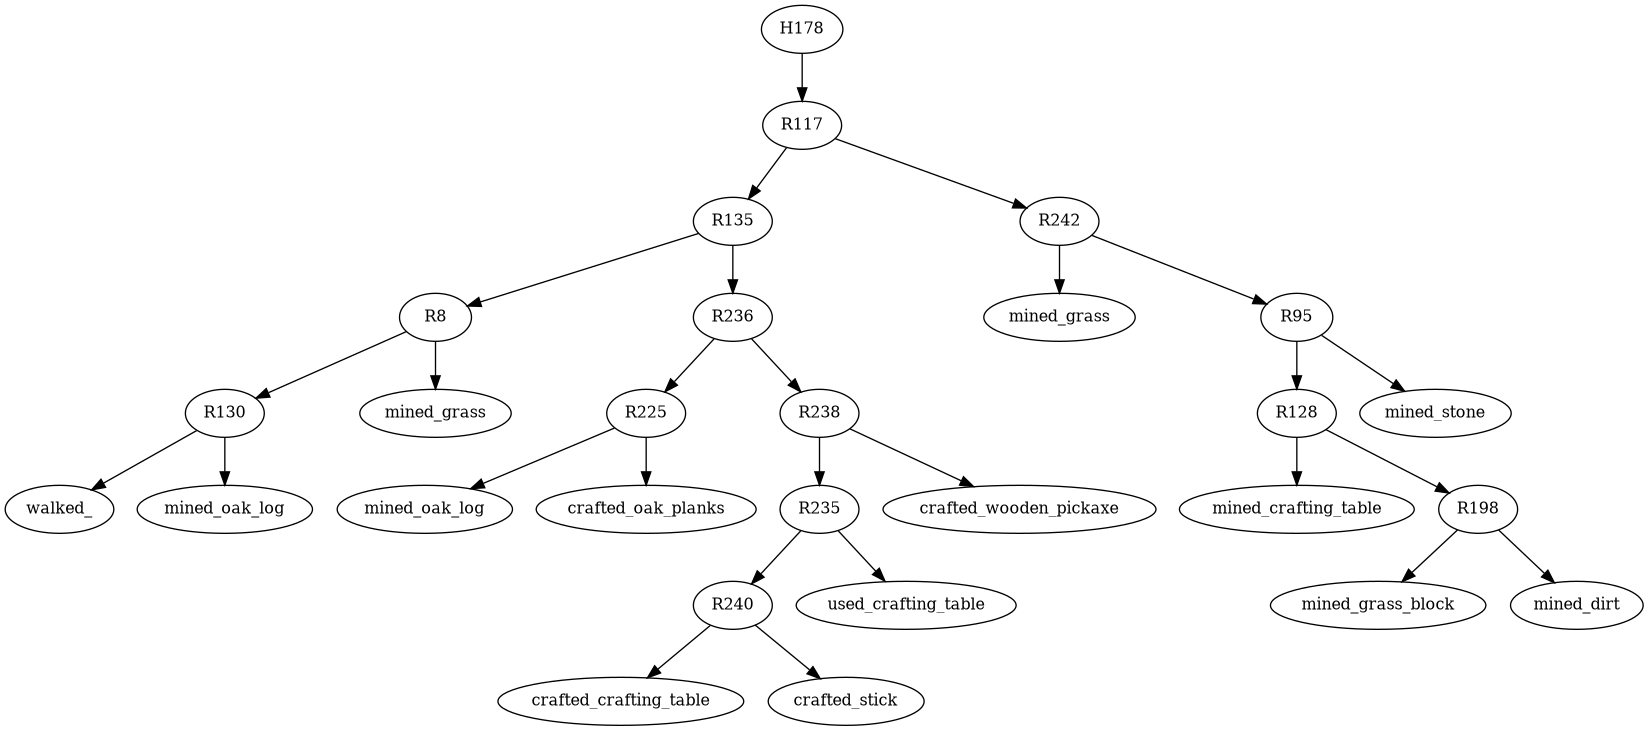 H178
R117
R135
R242
R8
R236
mined_grass
R95
R130
mined_grass
R225
R238
R128
mined_stone
walked_
mined_oak_log
mined_oak_log
crafted_oak_planks
R235
crafted_wooden_pickaxe
mined_crafting_table
R198
R240
used_crafting_table
mined_grass_block
mined_dirt
crafted_crafting_table
crafted_stick